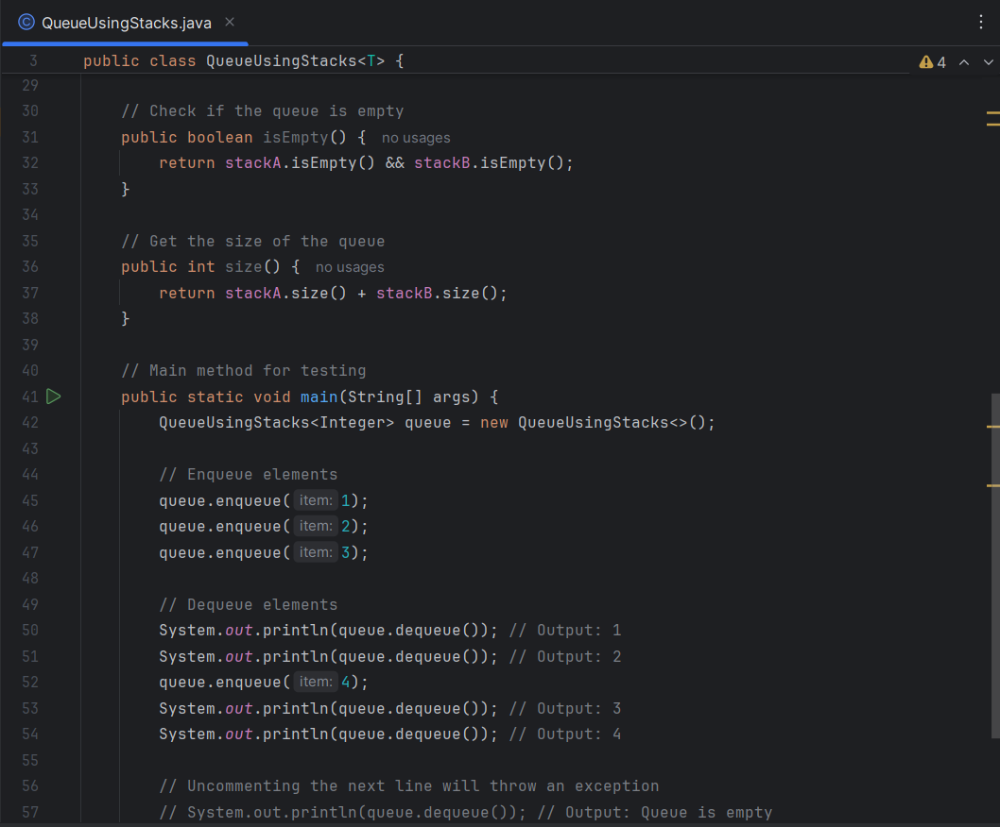 QueueUsingStacks.java
3 public class QueueUsingStacks<T> {
4
29
30 // Check if the queue is empty
31 public boolean isEmpty() { no usages
32 return stackA.isEmpty() && stackB.isEmpty();
33 }
34
35 // Get the size of the queue
36 public int size() { no usages
37 return stackA.size() + stackB.size();
38 }
39
40 // Main method for testing
41 public static void main(String[] args) {
42 QueueUsingStacks<Integer> queue = new QueueUsingStacks<>();
43
44 // Enqueue elements
45 queue.enqueue( item: 1);
46 queue.enqueue( item: 2);
47 queue.enqueue( item: 3);
48
49 // Dequeue elements
50 System.out.println(queue.dequeue()); // Output: 1
51 System.out.println(queue.dequeue()); // Output: 2
52 queue.enqueue( item: 4);
53 System.out.println(queue.dequeue()); // Output: 3
54 System.out.println(queue.dequeue()); // Output: 4
55
56 // Uncommenting the next line will throw an exception
57 // System.out.println(queue.dequeue()); // Output: Queue is empty